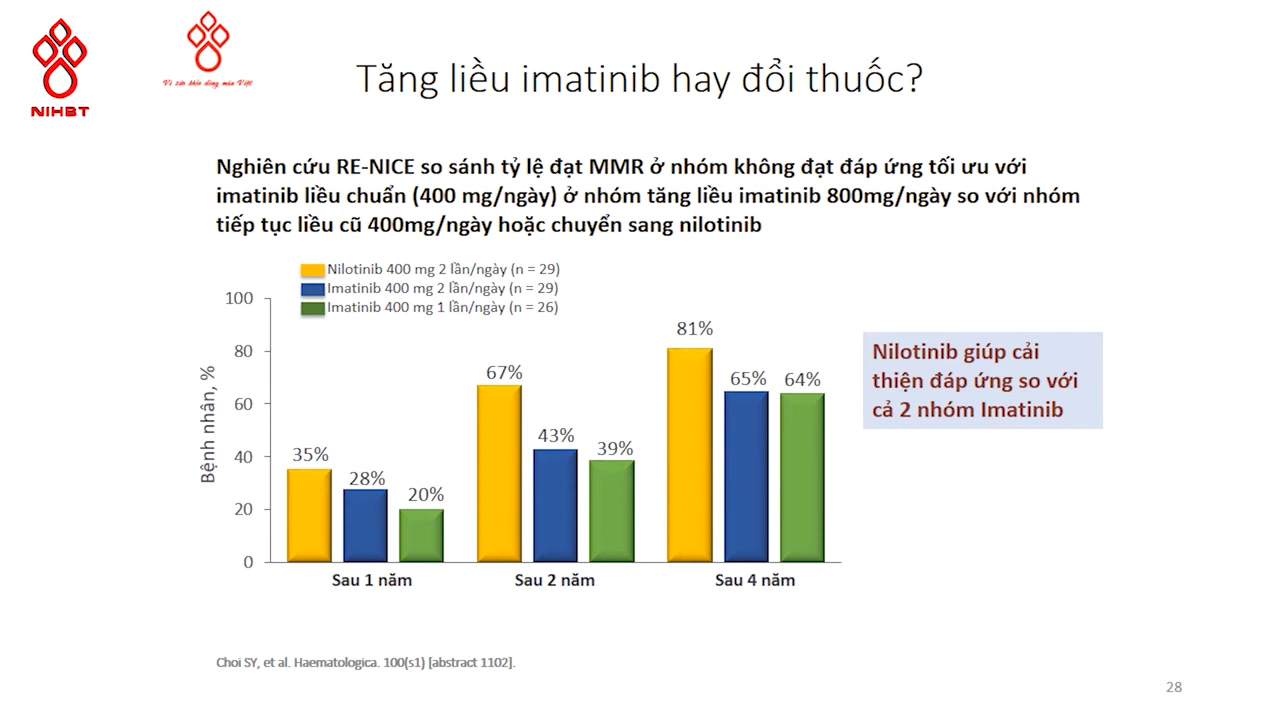 NIHBT
Vì sức khỏe dòng máu Việt
Tăng liều imatinib hay đổi thuốc?
Nghiên cứu RE-NICE so sánh tỷ lệ đạt MMR ở nhóm không đạt đáp ứng tối ưu với
imatinib liều chuẩn (400 mg/ngày) ở nhóm tăng liều imatinib 800mg/ngày so với nhóm
tiếp tục liều cũ 400mg/ngày hoặc chuyển sang nilotinib
Nilotinib 400 mg 2 lần/ngày (n = 29)
Imatinib 400 mg 2 lần/ngày (n = 29)
Imatinib 400 mg 1 lần/ngày (n = 26)
Bệnh nhân, %
100
80
60
40
20
0
35%
28%
20%
67%
43%
39%
81%
65%
64%
Sau 1 năm
Sau 2 năm
Sau 4 năm
Nilotinib giúp cải
thiện đáp ứng so với
cả 2 nhóm Imatinib
Choi SY, et al. Haematologica. 100(s1) [abstract 1102].
28